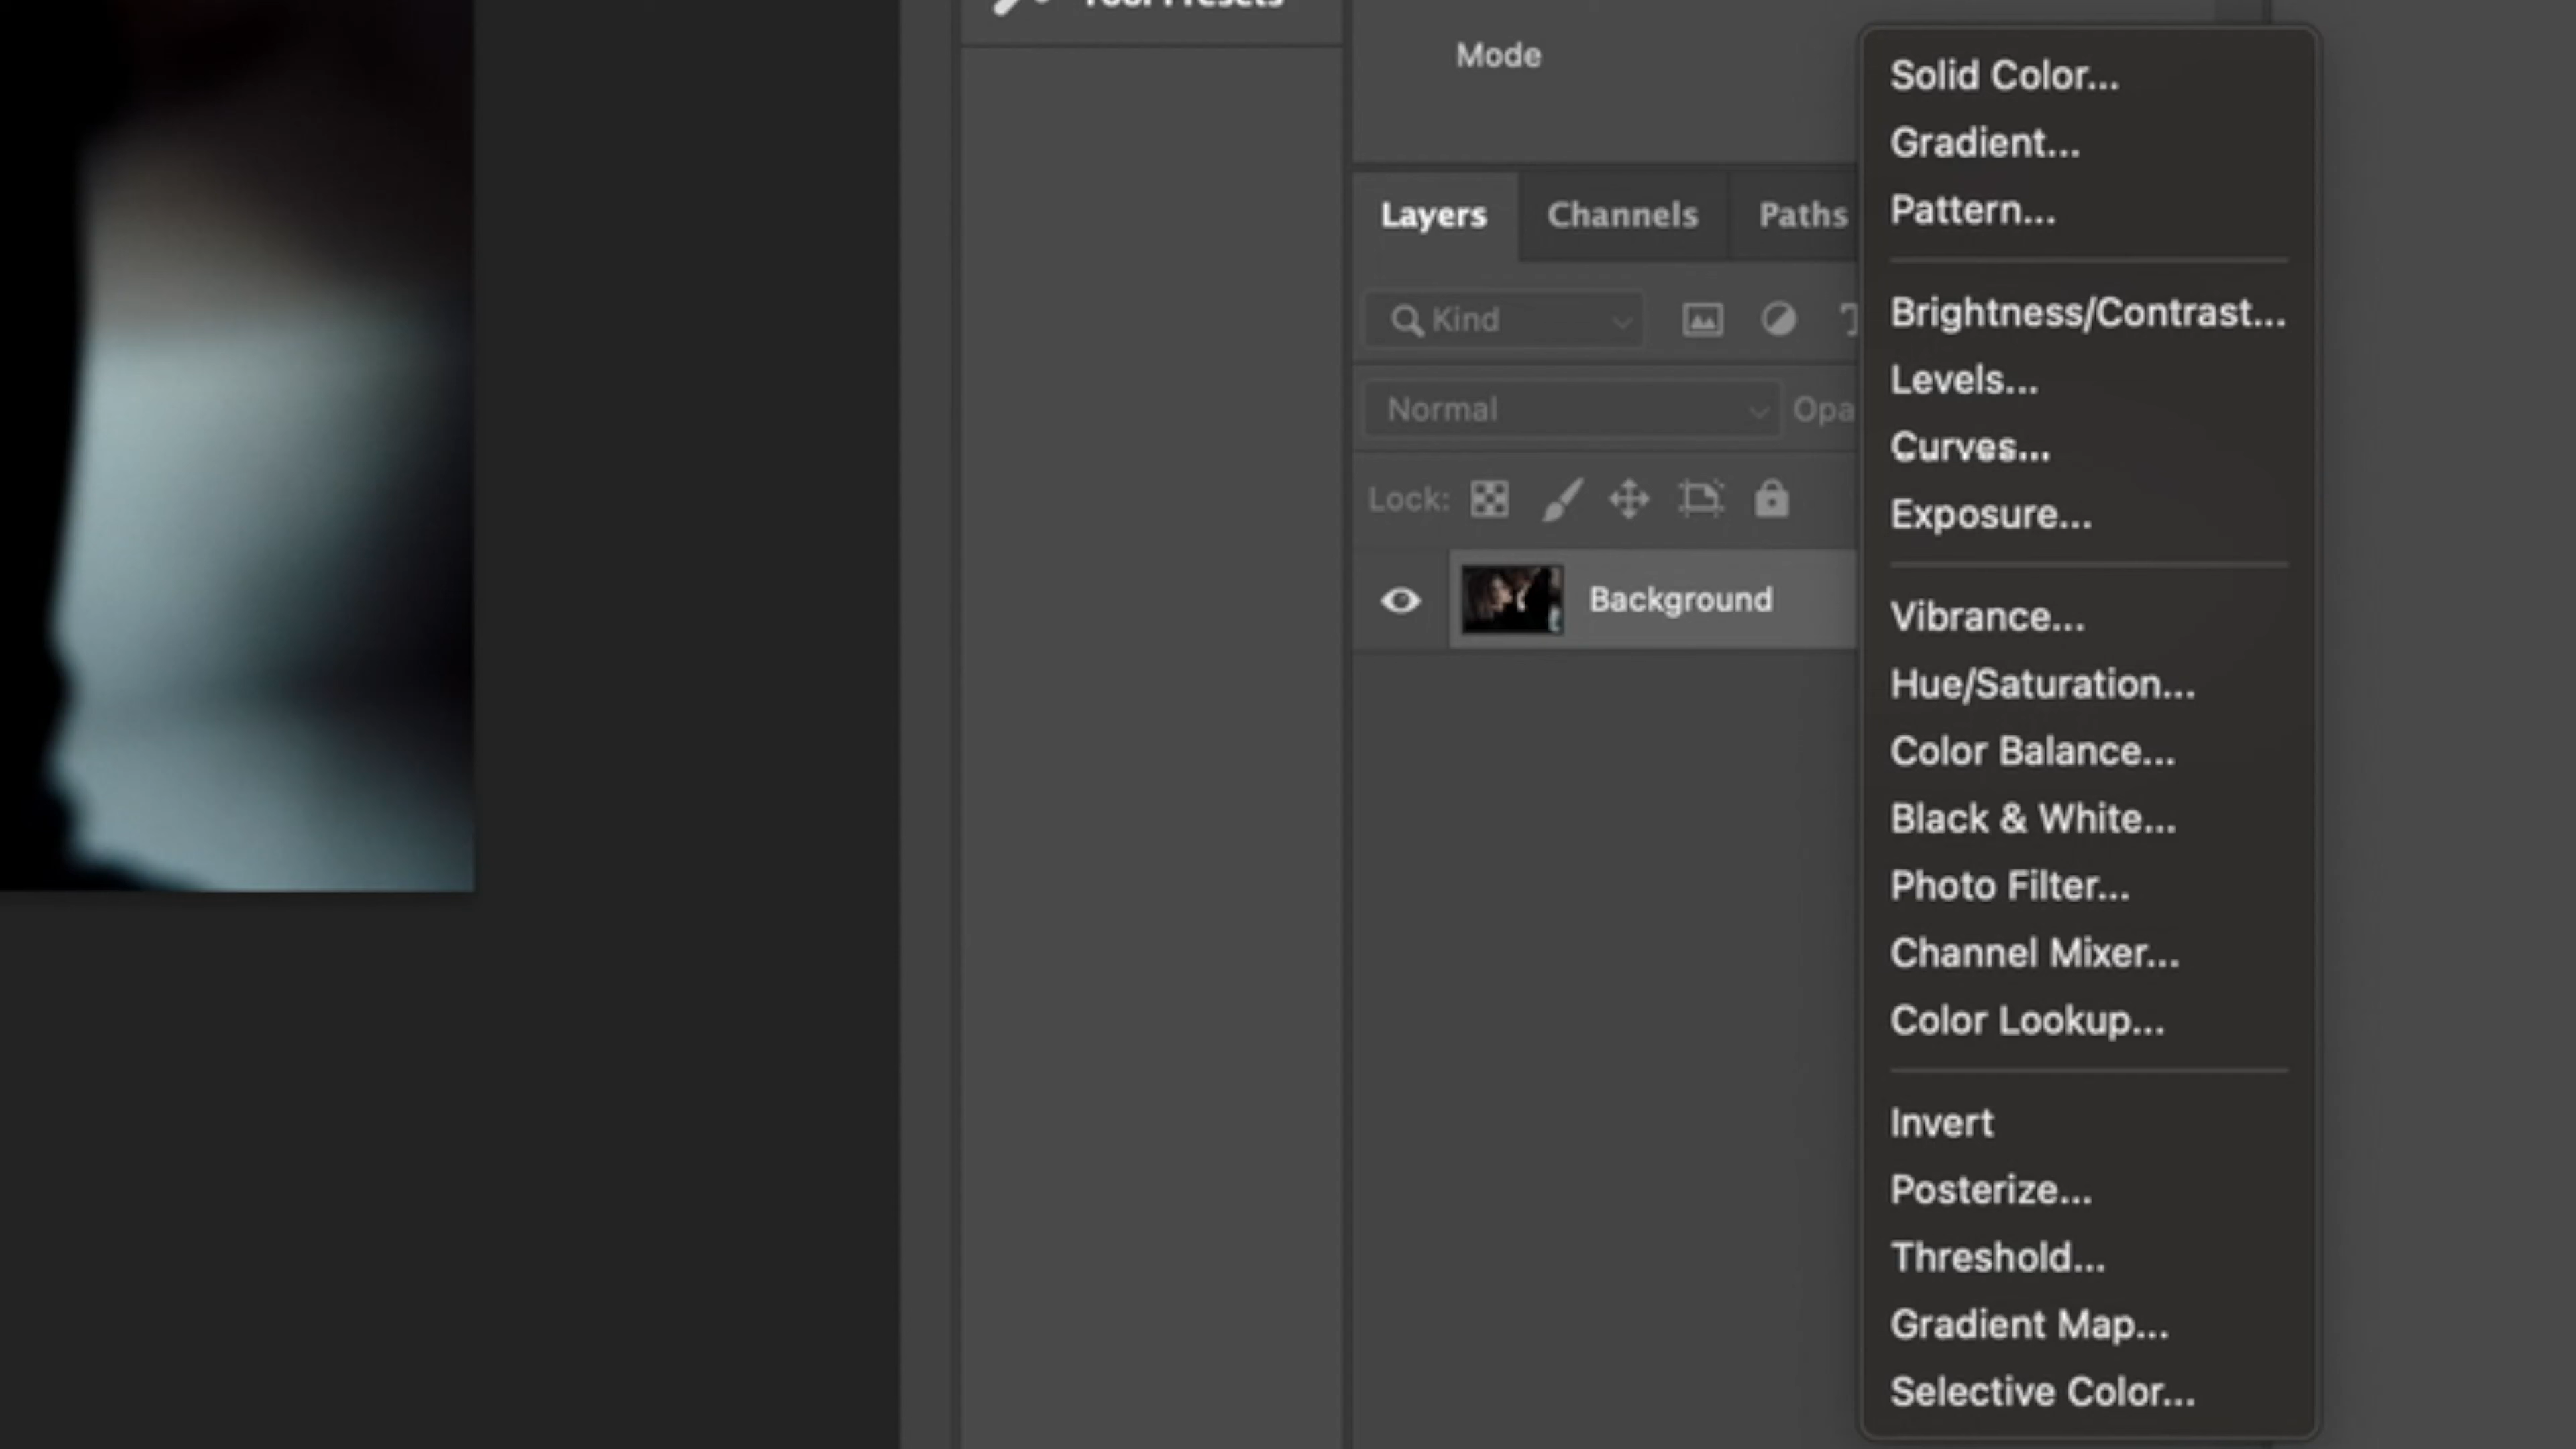 Tool Presets
Mode
Layers
Channels
Paths
Kind
Normal
Opa
Lock:
Background
Solid Color...
Gradient...
Pattern...
Brightness/Contrast...
Levels...
Curves...
Exposure...
Vibrance...
Hue/Saturation...
Color Balance...
Black & White...
Photo Filter...
Channel Mixer...
Color Lookup...
Invert
Posterize...
Threshold...
Gradient Map...
Selective Color...